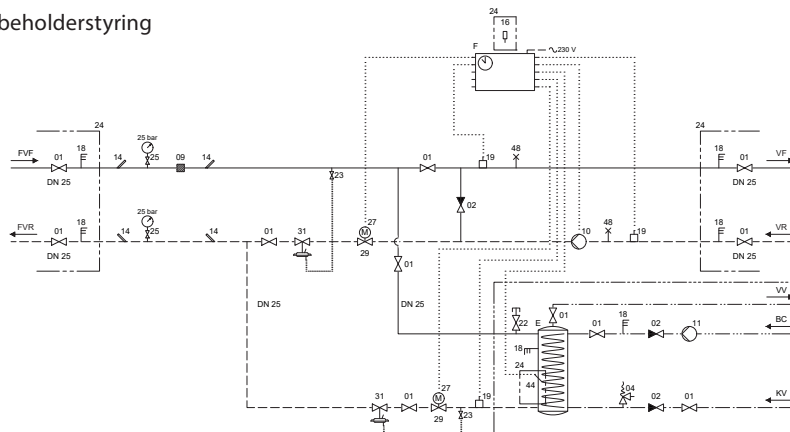 beholderstyring
24
16
F
230 V
24
24
25 bar
FVF 01 18 14 25 09 14 23 01 19 48 18 01 VF
DN 25
DN 25
02
25 bar
FVR 01 18 14 25 14 01 31 27 M 29 10 48 19 18 01 VR
DN 25
DN 25
01
DN 25
DN 25
VV
22 E 01 01 18 02 11 BC
18
24
44
31 01 27 M 29 19 23 04 02 01 KV